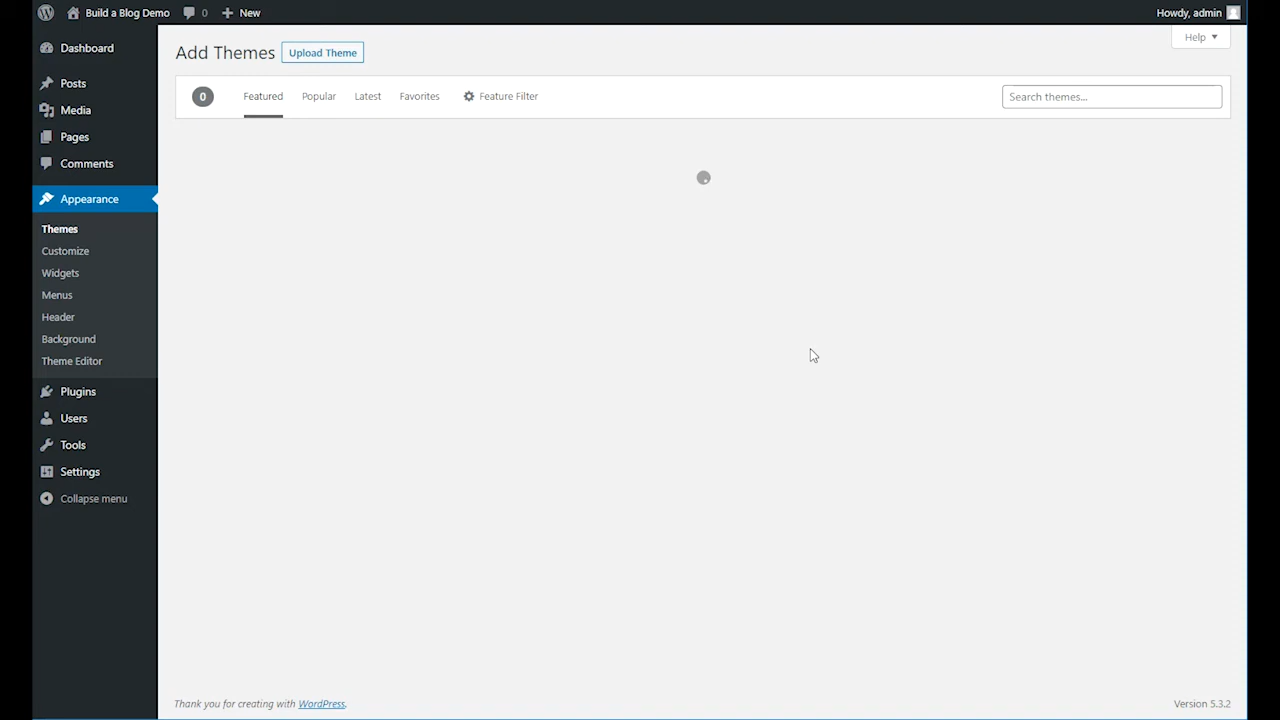 Build a Blog Demo 0 New Howdy, admin
Dashboard
Posts
Media
Pages
Comments
Appearance
Themes
Customize
Widgets
Menus
Header
Background
Theme Editor
Plugins
Users
Tools
Settings
Collapse menu
Help
Add Themes Upload Theme
0 Featured Popular Latest Favorites Feature Filter Search themes...
Thank you for creating with WordPress. Version 5.3.2